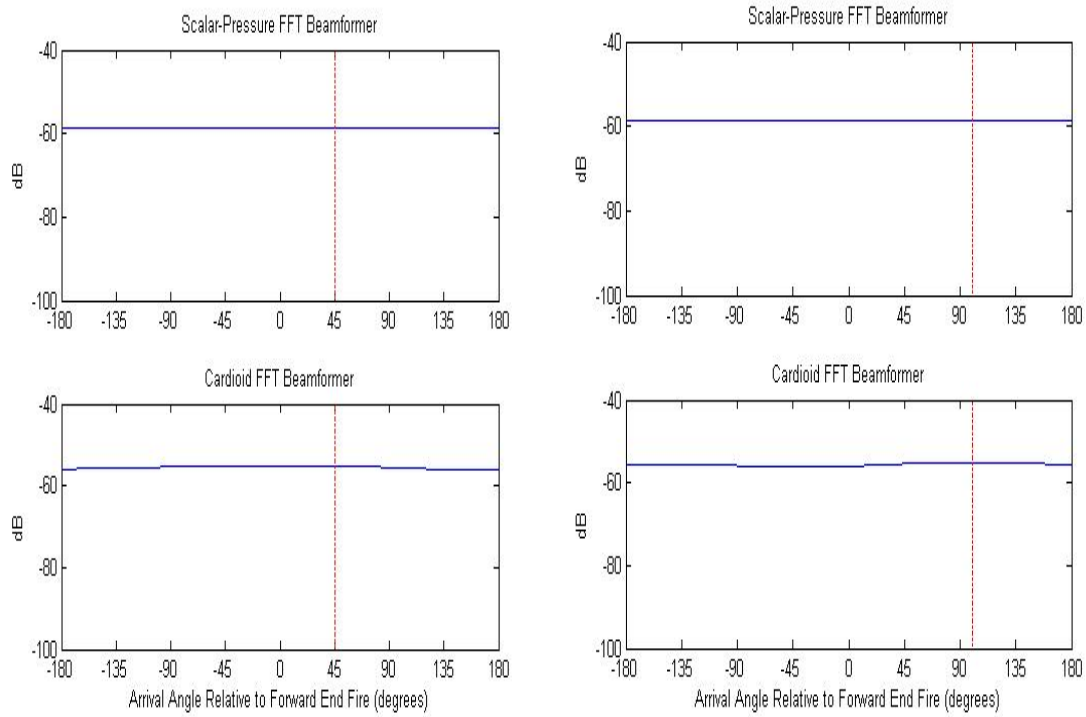 Scalar-Pressure FFT Beamformer
-40
-60
-80
-100
dB
-180 -135 -90 -45 0 45 90 135 180
Scalar-Pressure FFT Beamformer
-40
-60
-80
-100
dB
-180 -135 -90 -45 0 45 90 135 180
Cardioid FFT Beamformer
-40
-60
-80
-100
dB
-180 -135 -90 -45 0 45 90 135 180
Arrival Angle Relative to Forward End Fire (degrees)
Cardioid FFT Beamformer
-40
-60
-80
-100
dB
-180 -135 -90 -45 0 45 90 135 180
Arrival Angle Relative to Forward End Fire (degrees)